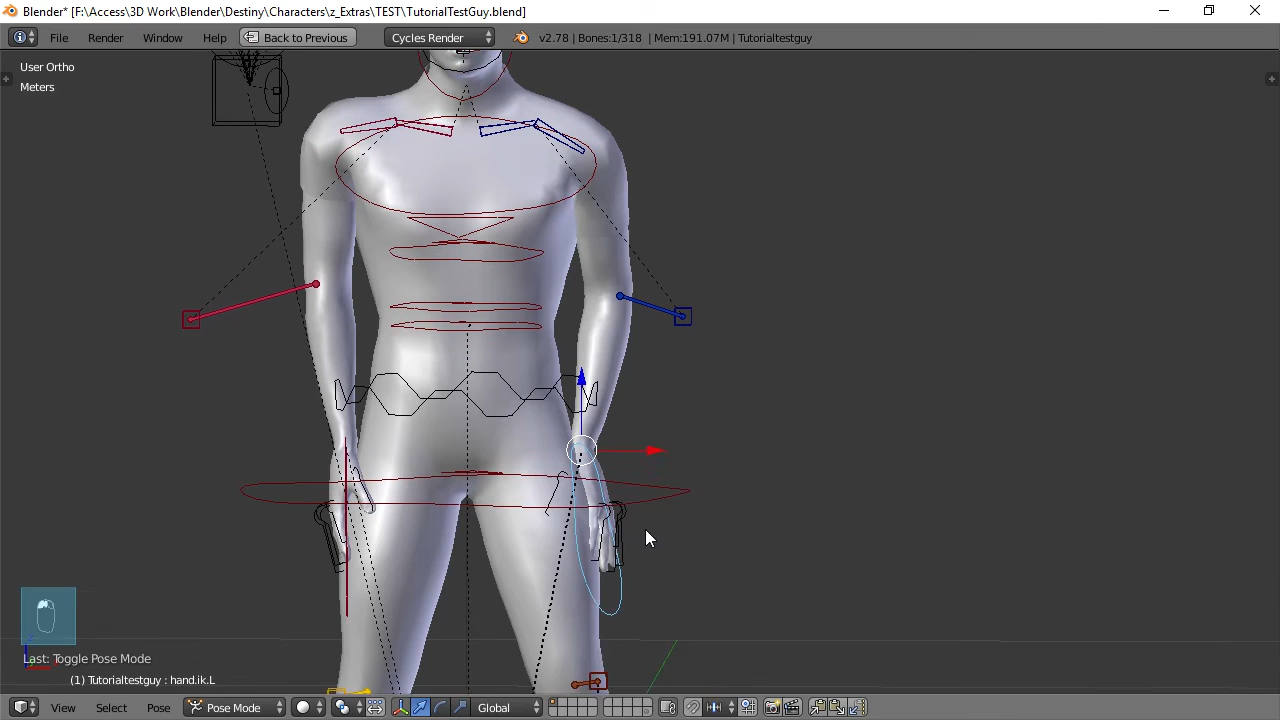 Blender* [F:\Access\3D Work\Blender\Destiny\Characters\z_Extras\TEST\TutorialTestGuy.blend]
File Render Window Help Back to Previous Cycles Render v2.78 | Bones:1/318 | Mem:191.07M | Tutorialtestguy
User Ortho
Meters
Last: Toggle Pose Mode
(1) Tutorialtestguy : hand.ik.L
View Select Pose Pose Mode Global